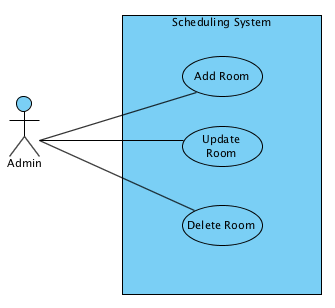 Scheduling System
Add Room
Admin
Update
Room
Delete Room